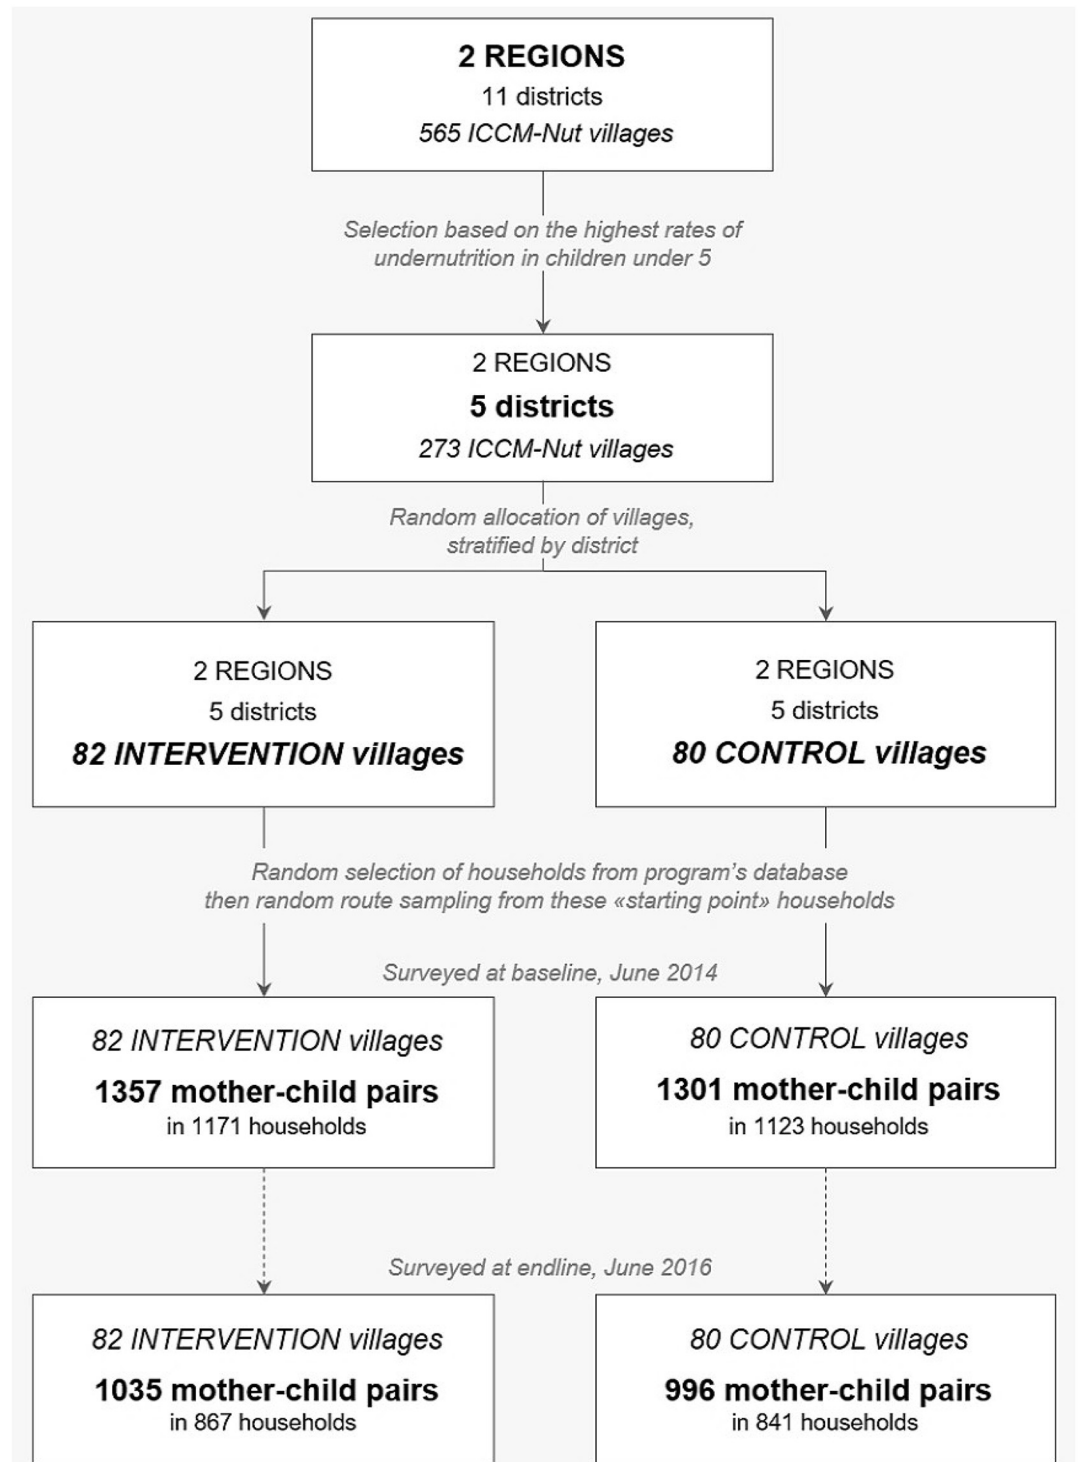 2 REGIONS
11 districts
565 ICCM-Nut villages
Selection based on the highest rates of
undernutrition in children under 5
2 REGIONS
5 districts
273 ICCM-Nut villages
Random allocation of villages,
stratified by district
2 REGIONS
5 districts
82 INTERVENTION villages
2 REGIONS
5 districts
80 CONTROL villages
Random selection of households from program's database
then random route sampling from these «starting point» households
Surveyed at baseline, June 2014
82 INTERVENTION villages
1357 mother-child pairs
in 1171 households
80 CONTROL villages
1301 mother-child pairs
in 1123 households
Surveyed at endline, June 2016
82 INTERVENTION villages
1035 mother-child pairs
in 867 households
80 CONTROL villages
996 mother-child pairs
in 841 households